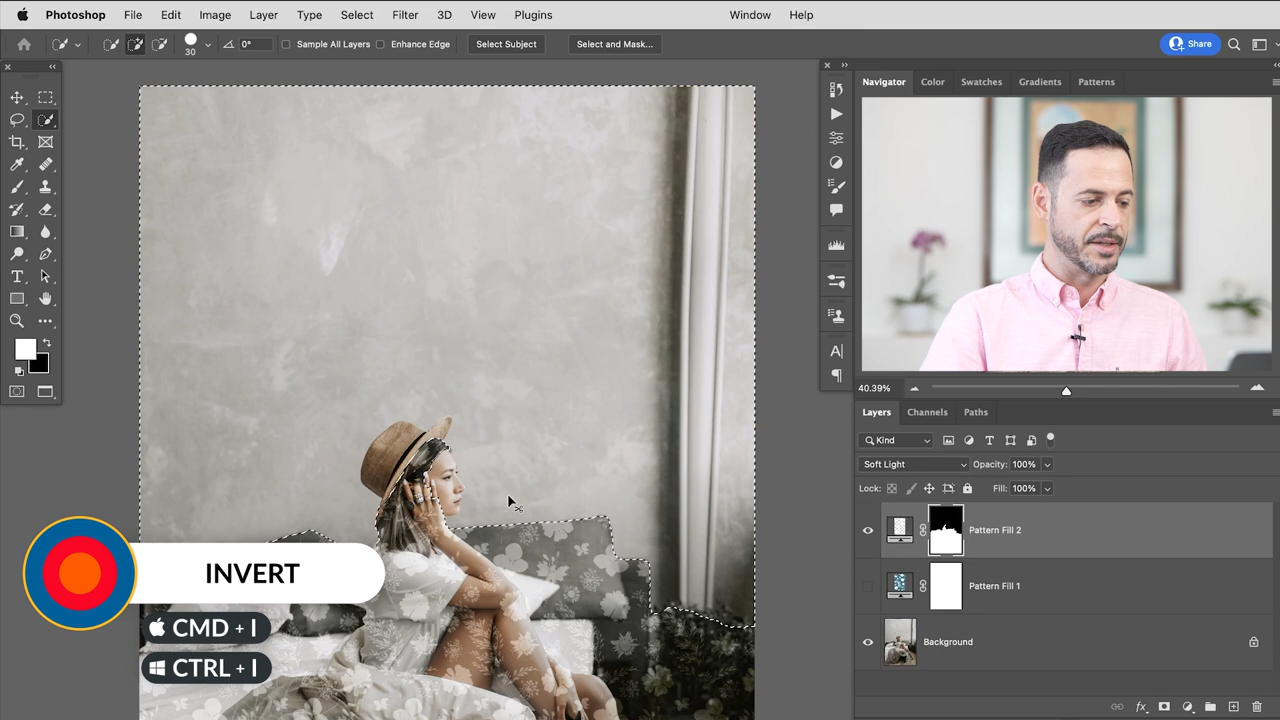 Photoshop File Edit Image Layer Type Select Filter 3D View Plugins Window Help
30 0° Sample All Layers Enhance Edge Select Subject Select and Mask... Share
Navigator Color Swatches Gradients Patterns
40.39%
Layers Channels Paths
Kind
Soft Light Opacity: 100%
Lock: Fill: 100%
Pattern Fill 2
Pattern Fill 1
Background
INVERT
CMD + I
CTRL + I